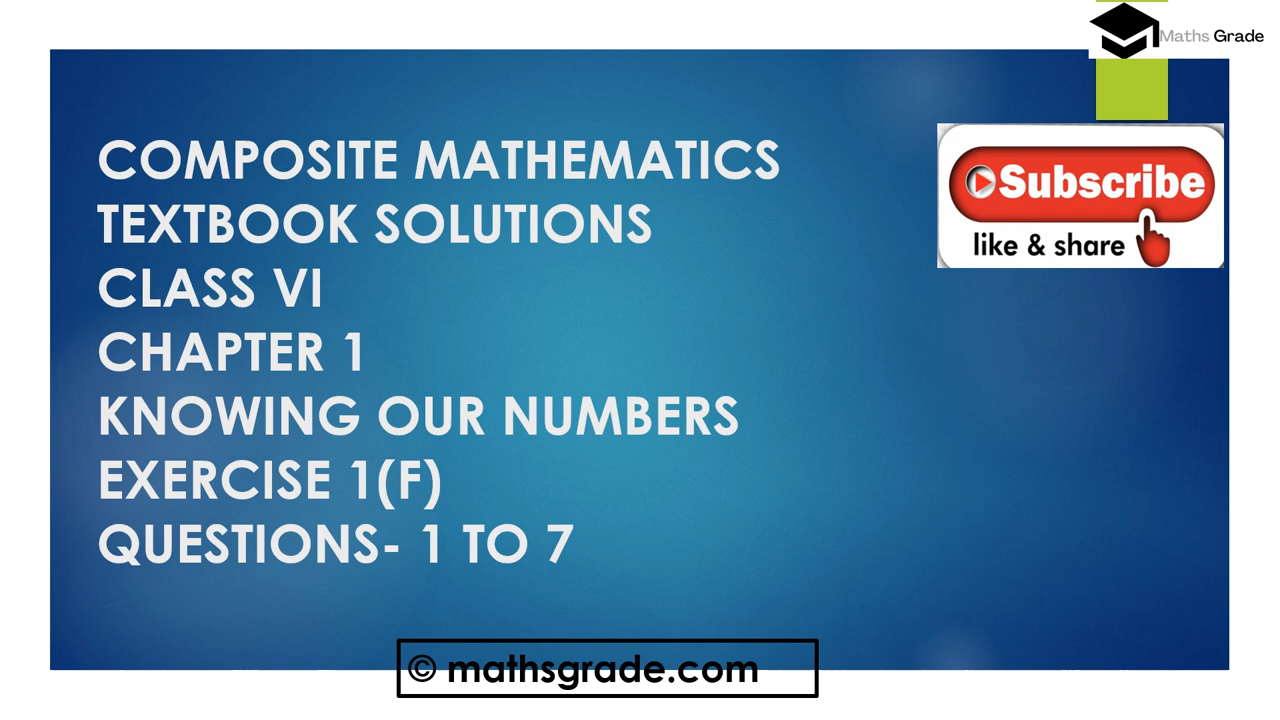 Maths Grade
COMPOSITE MATHEMATICS
TEXTBOOK SOLUTIONS
CLASS VI
CHAPTER 1
KNOWING OUR NUMBERS
EXERCISE 1(F)
QUESTIONS- 1 TO 7
Subscribe
like & share
© mathsgrade.com